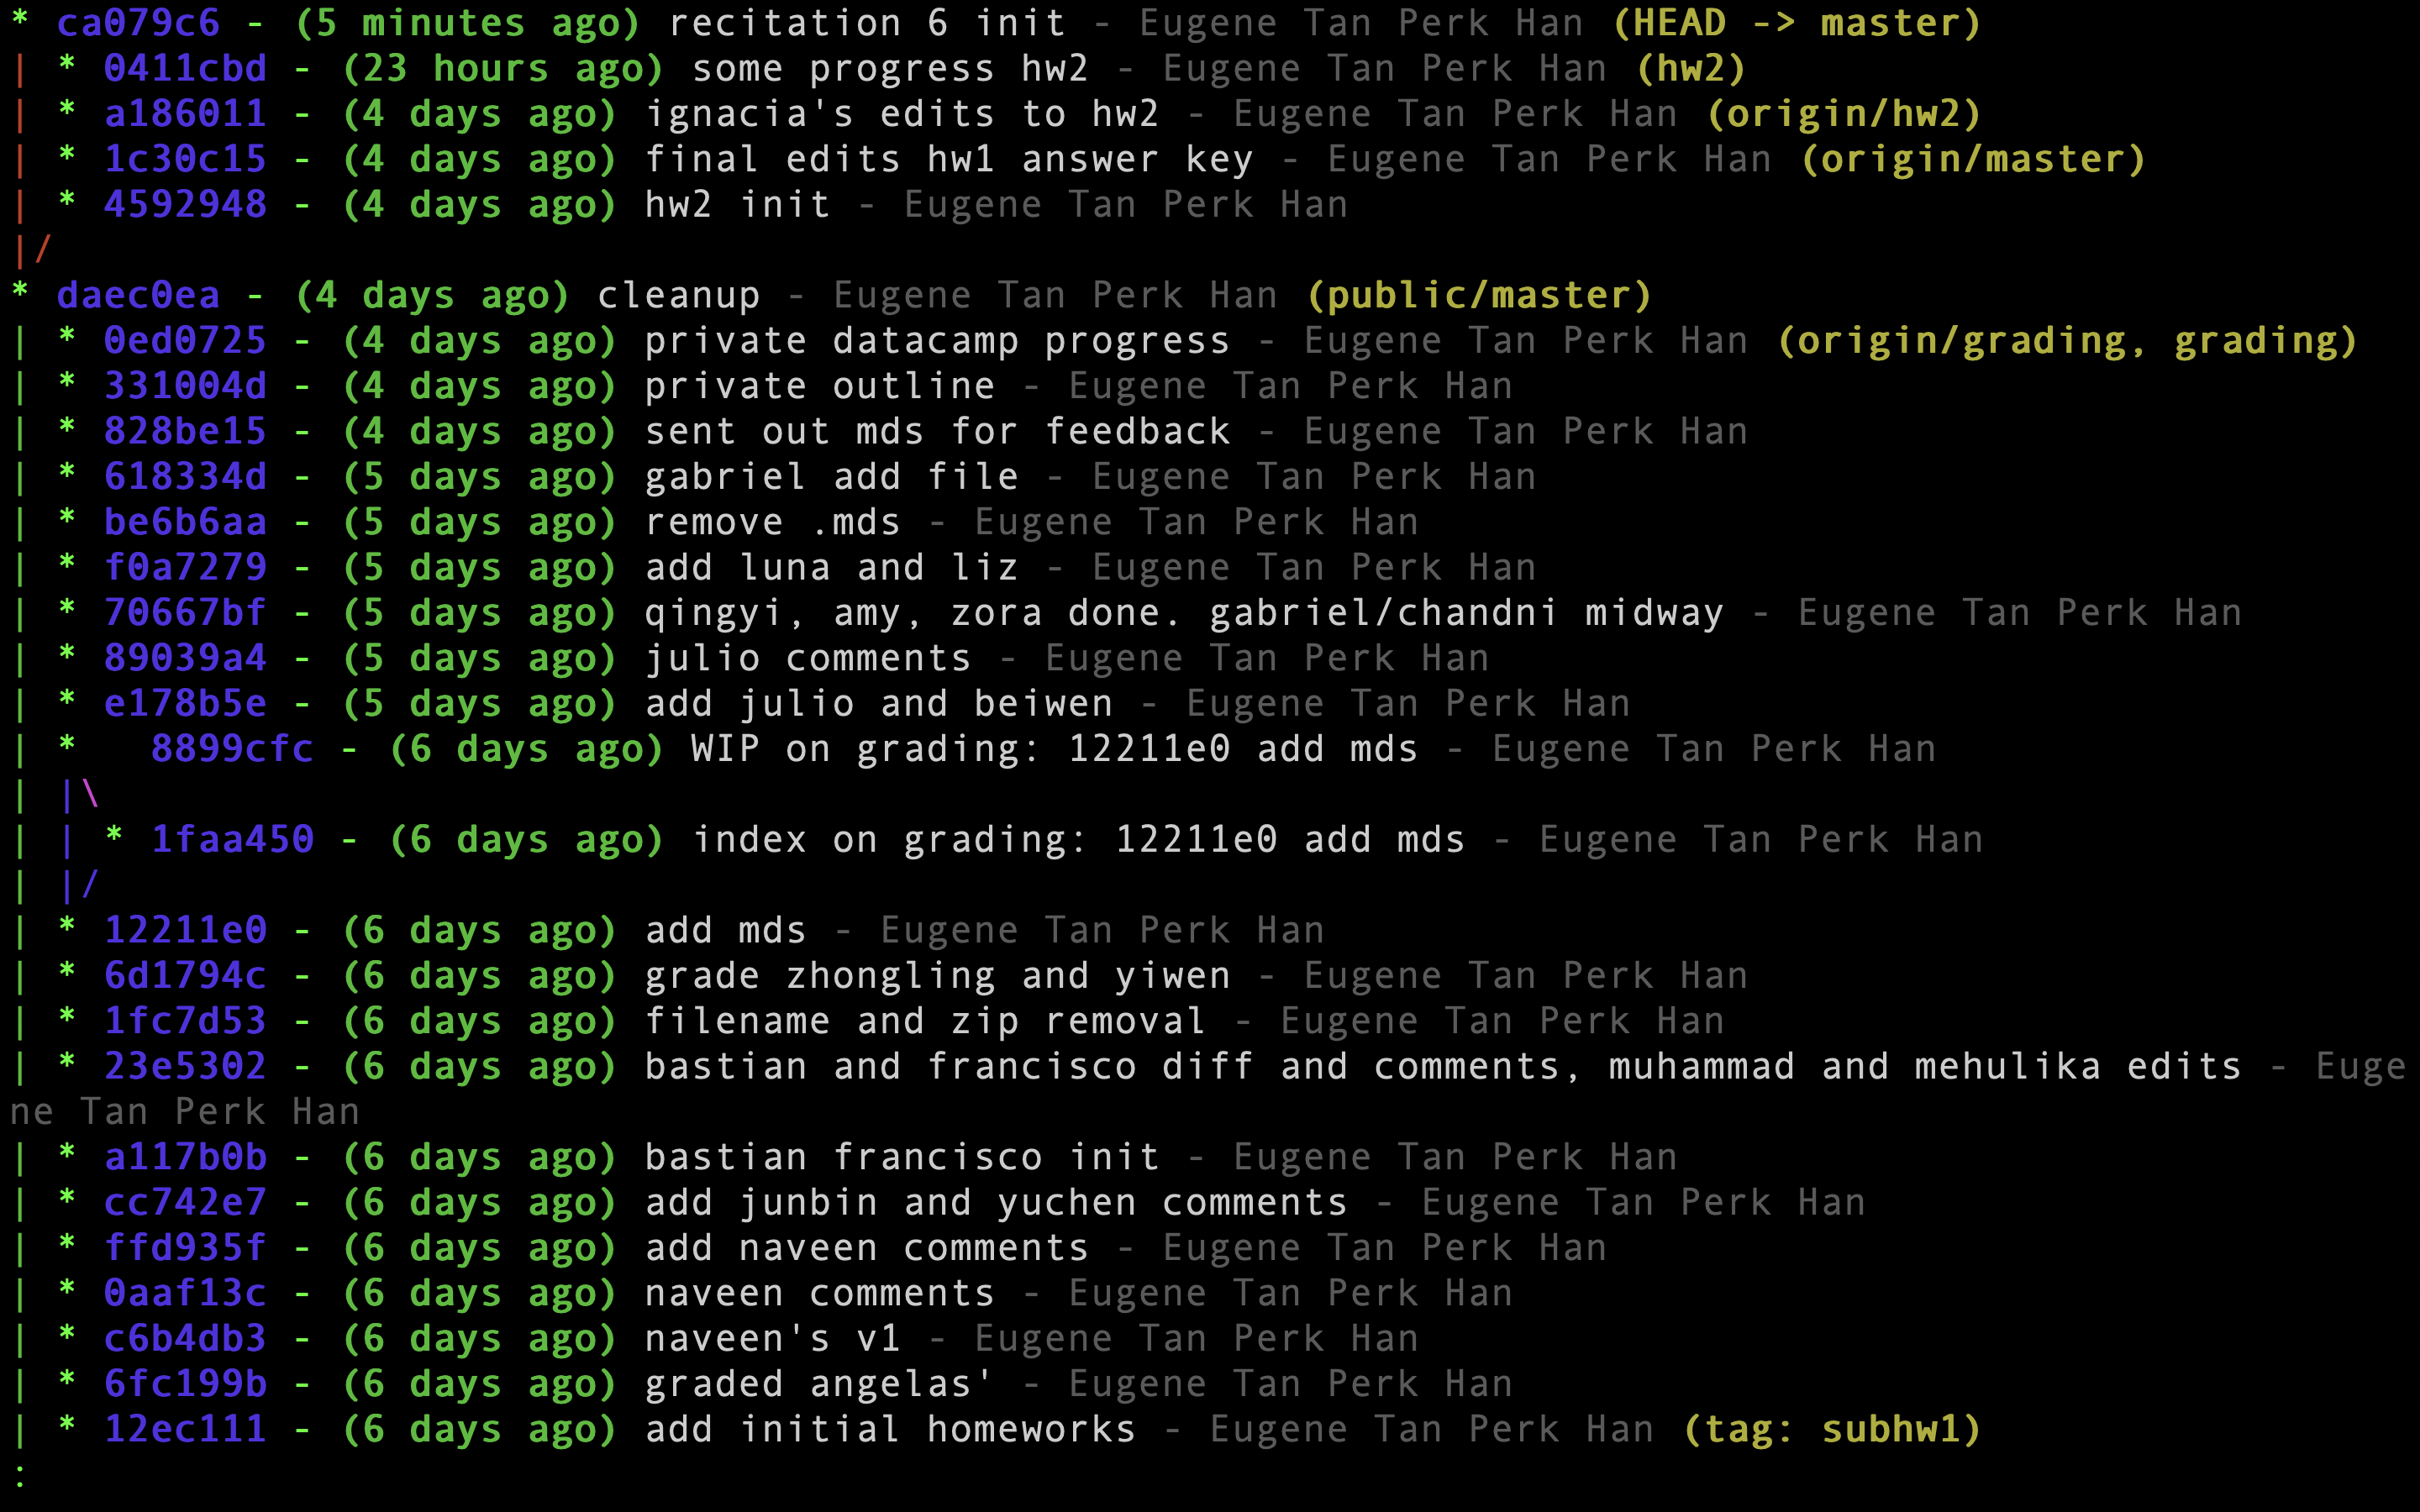 * ca079c6 - (5 minutes ago) recitation 6 init - Eugene Tan Perk Han (HEAD -> master)
| * 0411cbd - (23 hours ago) some progress hw2 - Eugene Tan Perk Han (hw2)
| * a186011 - (4 days ago) ignacia's edits to hw2 - Eugene Tan Perk Han (origin/hw2)
| * 1c30c15 - (4 days ago) final edits hw1 answer key - Eugene Tan Perk Han (origin/master)
| * 4592948 - (4 days ago) hw2 init - Eugene Tan Perk Han
|/
* daec0ea - (4 days ago) cleanup - Eugene Tan Perk Han (public/master)
| * 0ed0725 - (4 days ago) private datacamp progress - Eugene Tan Perk Han (origin/grading, grading)
| * 331004d - (4 days ago) private outline - Eugene Tan Perk Han
| * 828be15 - (4 days ago) sent out mds for feedback - Eugene Tan Perk Han
| * 618334d - (5 days ago) gabriel add file - Eugene Tan Perk Han
| * be6b6aa - (5 days ago) remove .mds - Eugene Tan Perk Han
| * f0a7279 - (5 days ago) add luna and liz - Eugene Tan Perk Han
| * 70667bf - (5 days ago) qingyi, amy, zora done. gabriel/chandni midway - Eugene Tan Perk Han
| * 89039a4 - (5 days ago) julio comments - Eugene Tan Perk Han
| * e178b5e - (5 days ago) add julio and beiwen - Eugene Tan Perk Han
| *   8899cfc - (6 days ago) WIP on grading: 12211e0 add mds - Eugene Tan Perk Han
| |\
| | * 1faa450 - (6 days ago) index on grading: 12211e0 add mds - Eugene Tan Perk Han
| |/
| * 12211e0 - (6 days ago) add mds - Eugene Tan Perk Han
| * 6d1794c - (6 days ago) grade zhongling and yiwen - Eugene Tan Perk Han
| * 1fc7d53 - (6 days ago) filename and zip removal - Eugene Tan Perk Han
| * 23e5302 - (6 days ago) bastian and francisco diff and comments, muhammad and mehulika edits - Euge
ne Tan Perk Han
| * a117b0b - (6 days ago) bastian francisco init - Eugene Tan Perk Han
| * cc742e7 - (6 days ago) add junbin and yuchen comments - Eugene Tan Perk Han
| * ffd935f - (6 days ago) add naveen comments - Eugene Tan Perk Han
| * 0aaf13c - (6 days ago) naveen comments - Eugene Tan Perk Han
| * c6b4db3 - (6 days ago) naveen's v1 - Eugene Tan Perk Han
| * 6fc199b - (6 days ago) graded angelas' - Eugene Tan Perk Han
| * 12ec111 - (6 days ago) add initial homeworks - Eugene Tan Perk Han (tag: subhw1)
: